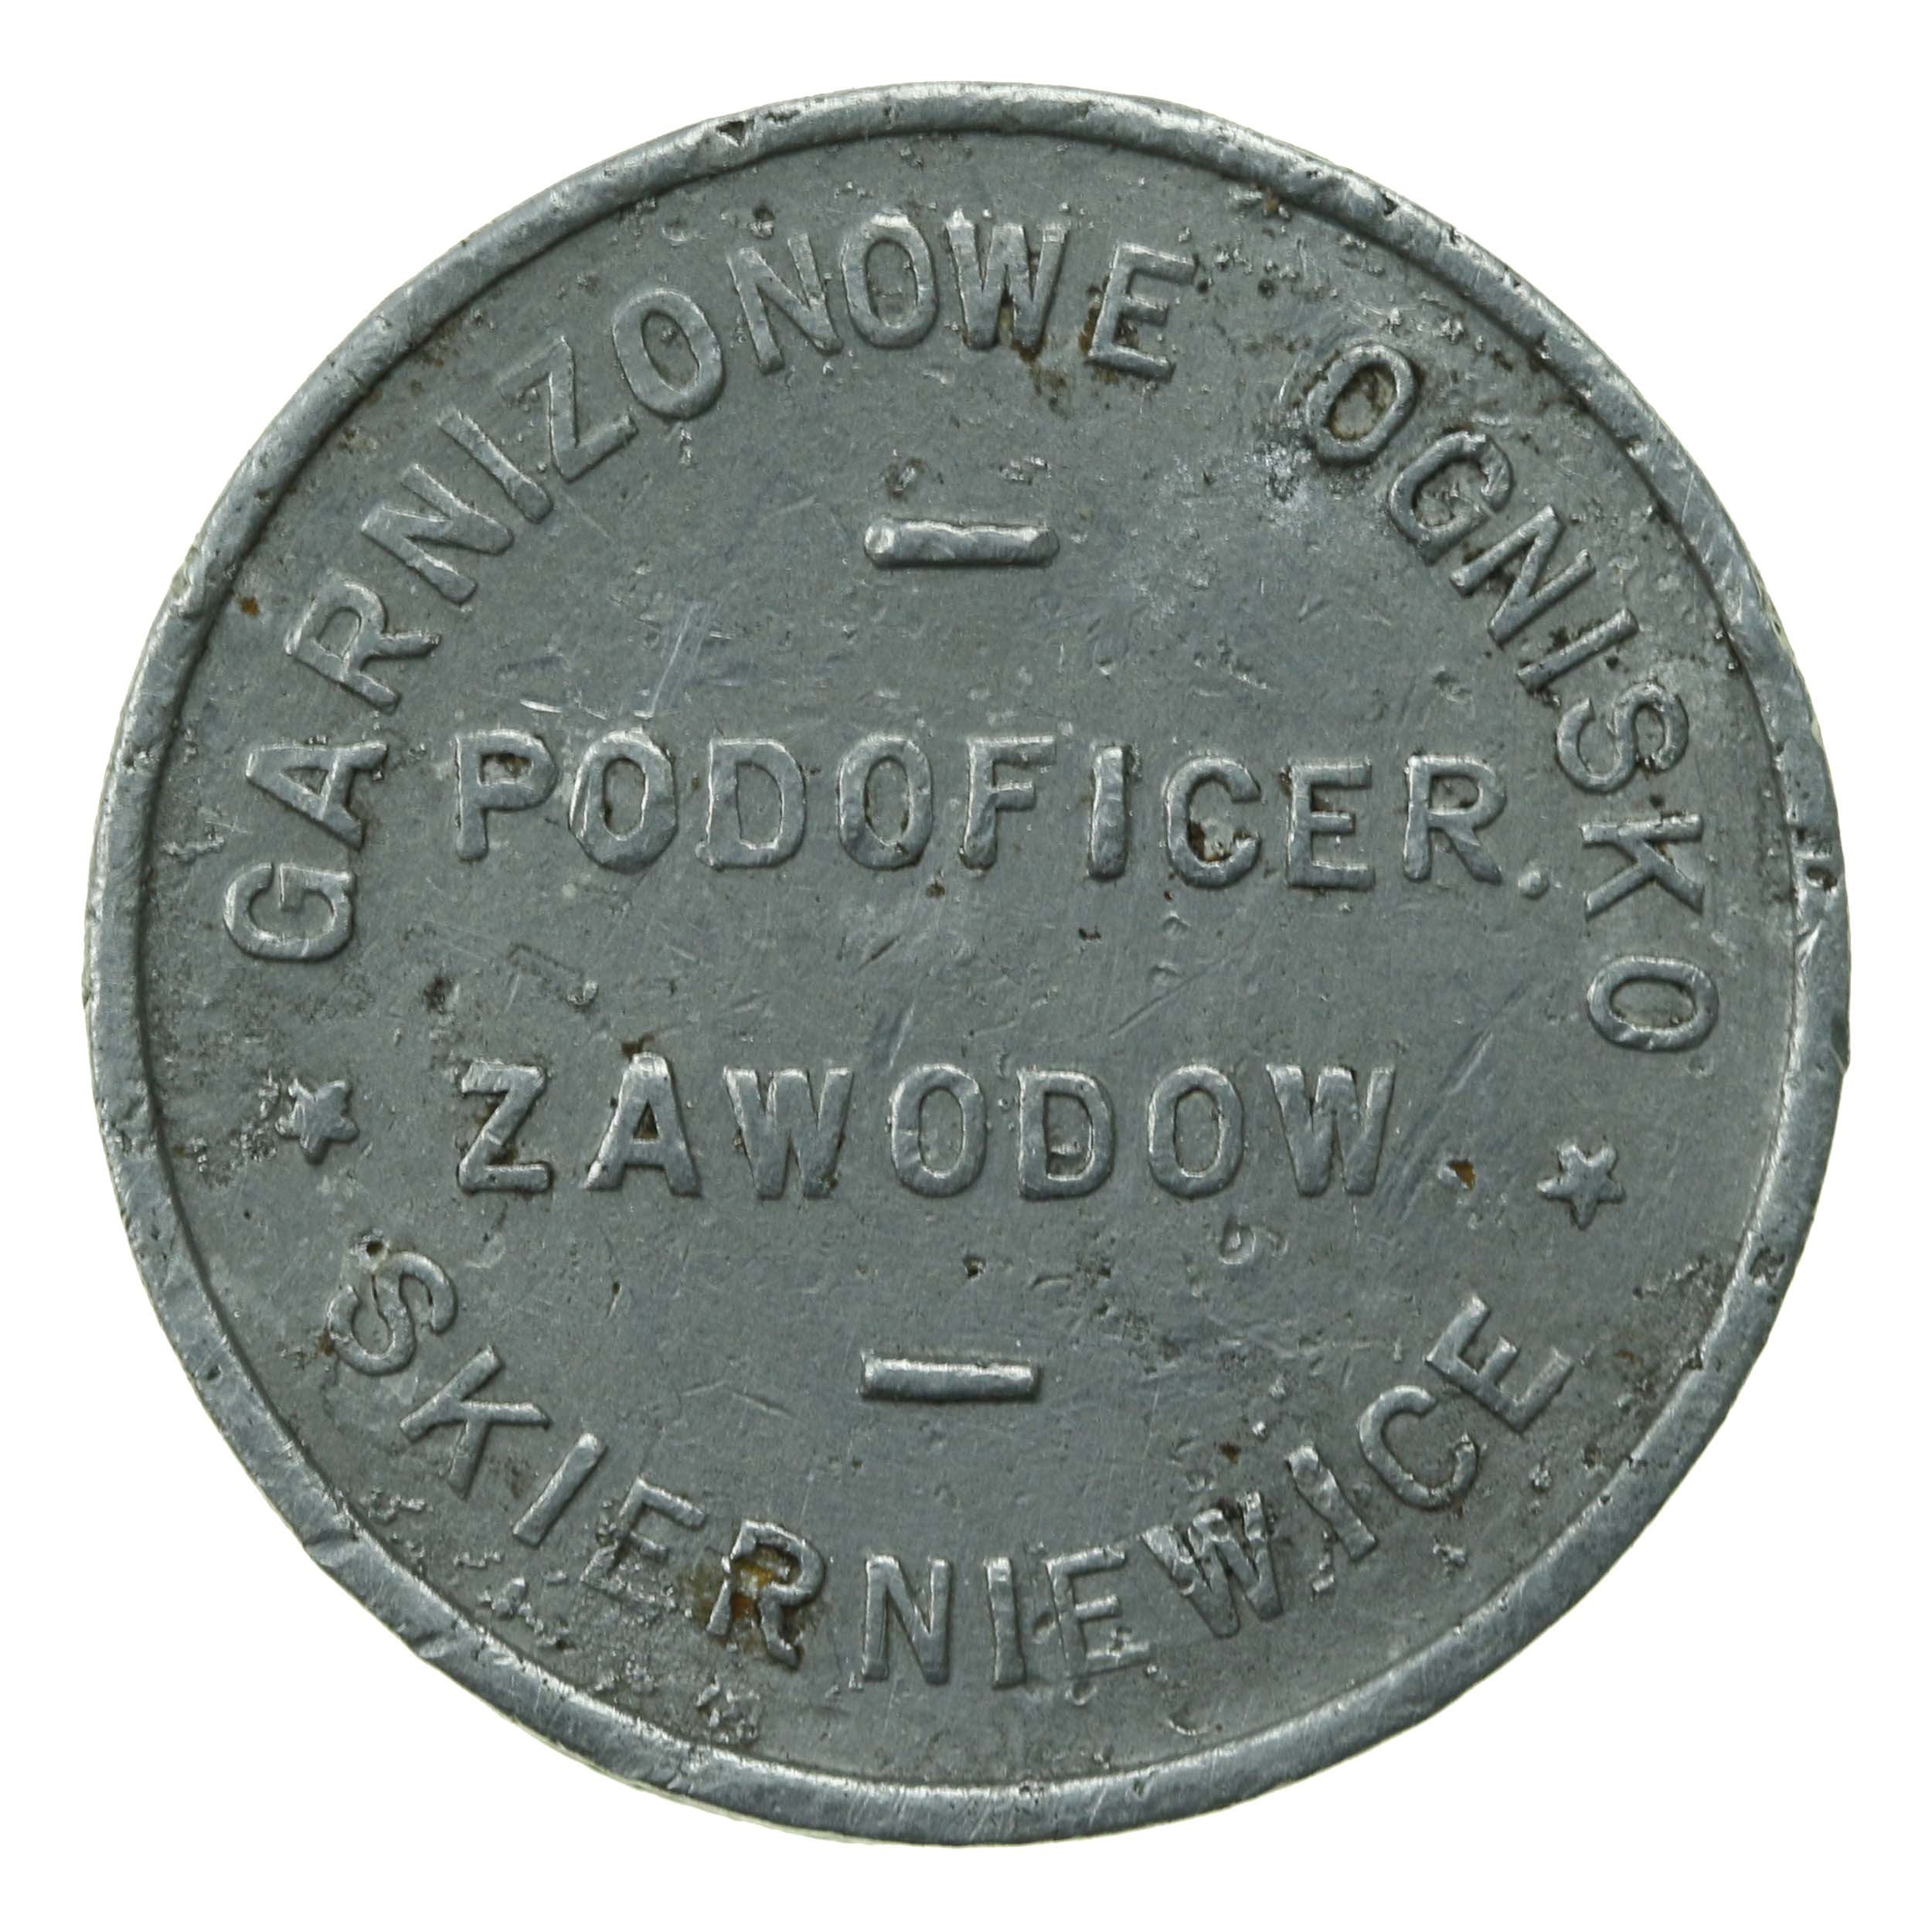 GARNIZONOWE OGNISKO
PODOFICER.
ZAWODOW.
SKIERNIEWICE